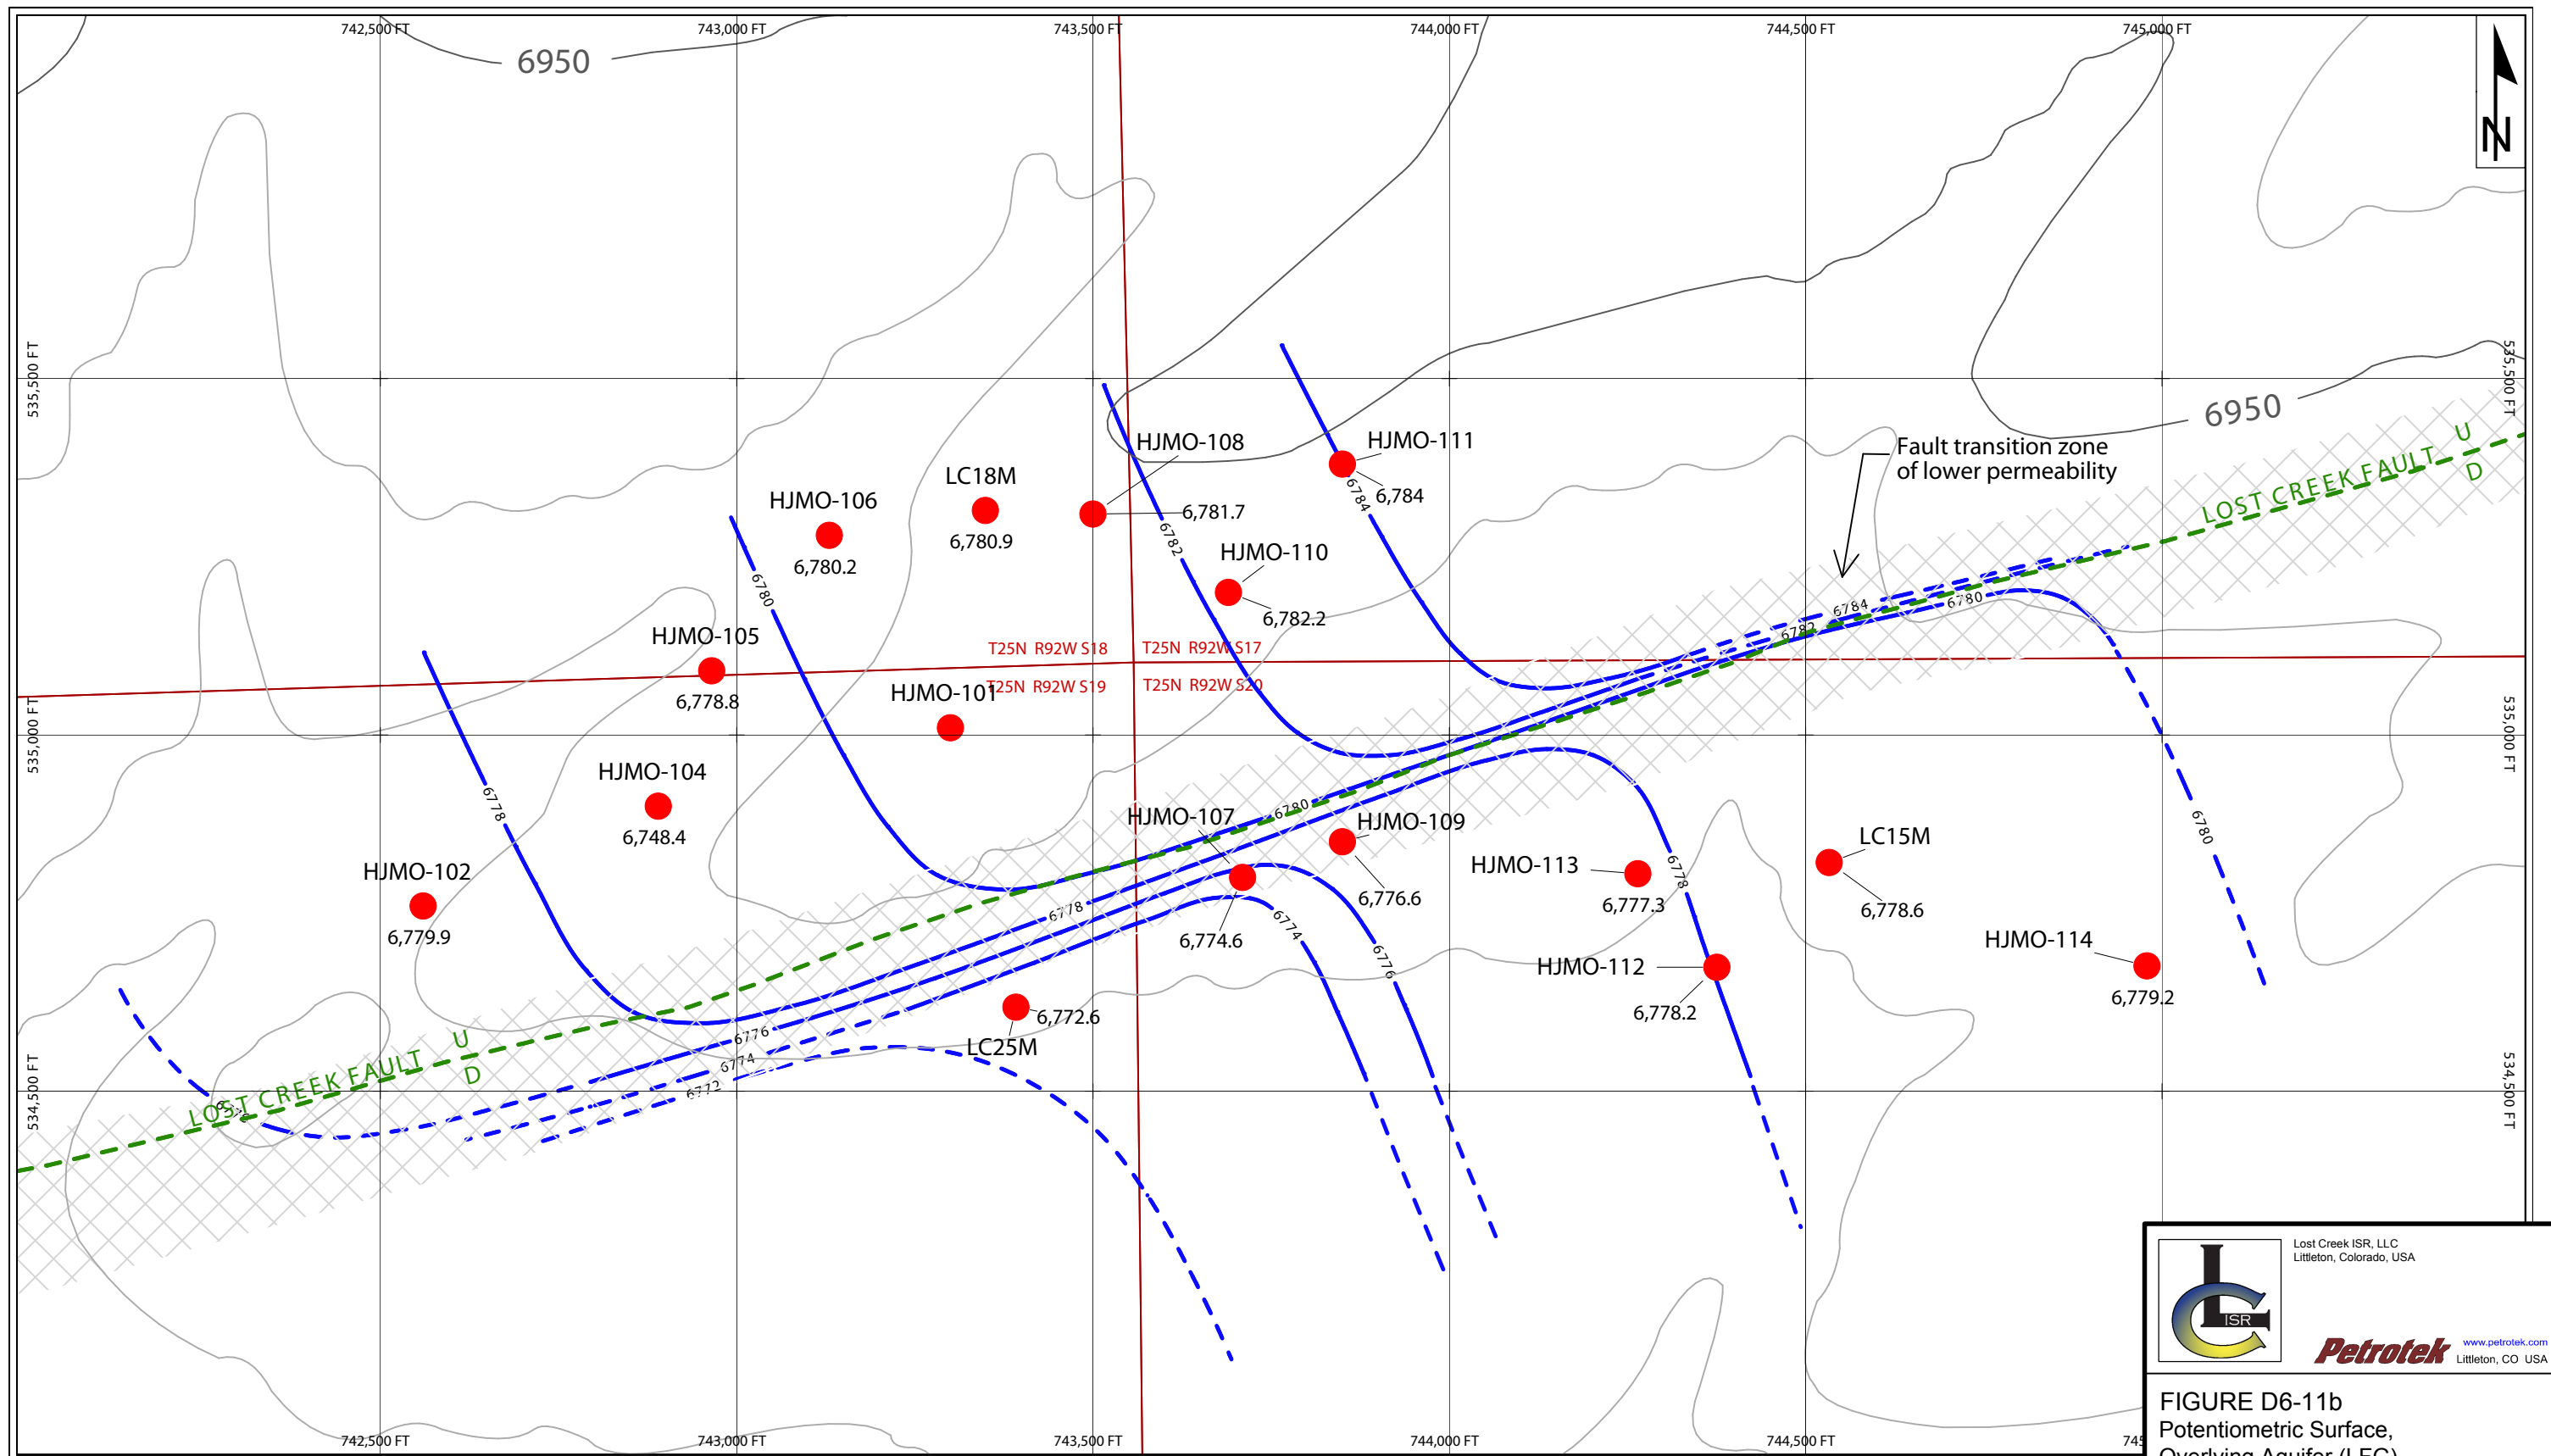 742,500 FT
743,000 FT
743,500 FT
744,000 FT
744,500 FT
745,000 FT
6950
N
535,500 FT
535,500 FT
6950
HJMO-108
HJMO-111
6784
6,784
Fault transition zone
of lower permeability
U
LOST CREEK FAULT
D
LC18M
6,780.9
HJMO-106
6,780.2
6,781.7
6782
HJMO-110
6,782.2
6780
6784
6780
6782
HJMO-105
6,778.8
T25N R92W S18
T25N R92W S17
T25N R92W S19
T25N R92W S20
HJMO-101
535,000 FT
535,000 FT
HJMO-104
6,748.4
6778
HJMO-107
6780
HJMO-109
6,776.6
HJMO-113
6,777.3
6778
LC15M
6,778.6
6780
HJMO-102
6,779.9
6778
6,774.6
6774
6776
HJMO-112
6,778.2
HJMO-114
6,779.2
6,772.6
LC25M
6776
6774
6772
U
LOST CREEK FAULT
D
534,500 FT
534,500 FT
Lost Creek ISR, LLC
Littleton, Colorado, USA
LC
ISR
Petrotek
www.petrotek.com
Littleton, CO USA
FIGURE D6-11b
Potentiometric Surface,
Overlying Aquifer (LFG)
742,500 FT
743,000 FT
743,500 FT
744,000 FT
744,500 FT